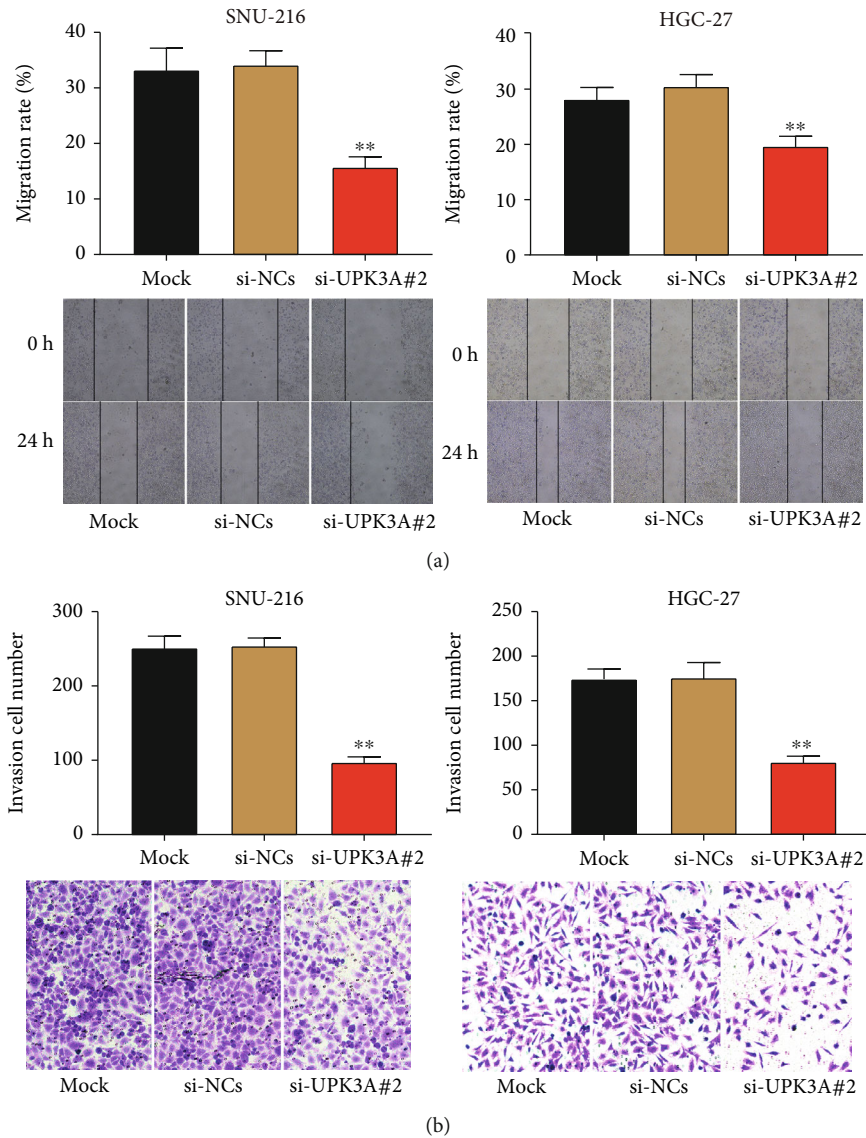 SNU-216
Migration rate (%)
40
30
20
10
0
**
Mock
si-NCs
si-UPK3A#2
0 h
24 h
Mock
si-NCs
si-UPK3A#2
HGC-27
Migration rate (%)
40
30
20
10
0
**
Mock
si-NCs
si-UPK3A#2
0 h
24 h
Mock
si-NCs
si-UPK3A#2
(a)
SNU-216
Invasion cell number
300
250
100
0
**
Mock
si-NCs
si-UPK3A#2
Mock
si-NCs
si-UPK3A#2
HGC-27
Invasion cell number
250
200
150
100
50
0
**
Mock
si-NCs
si-UPK3A#2
Mock
si-NCs
si-UPK3A#2
(b)